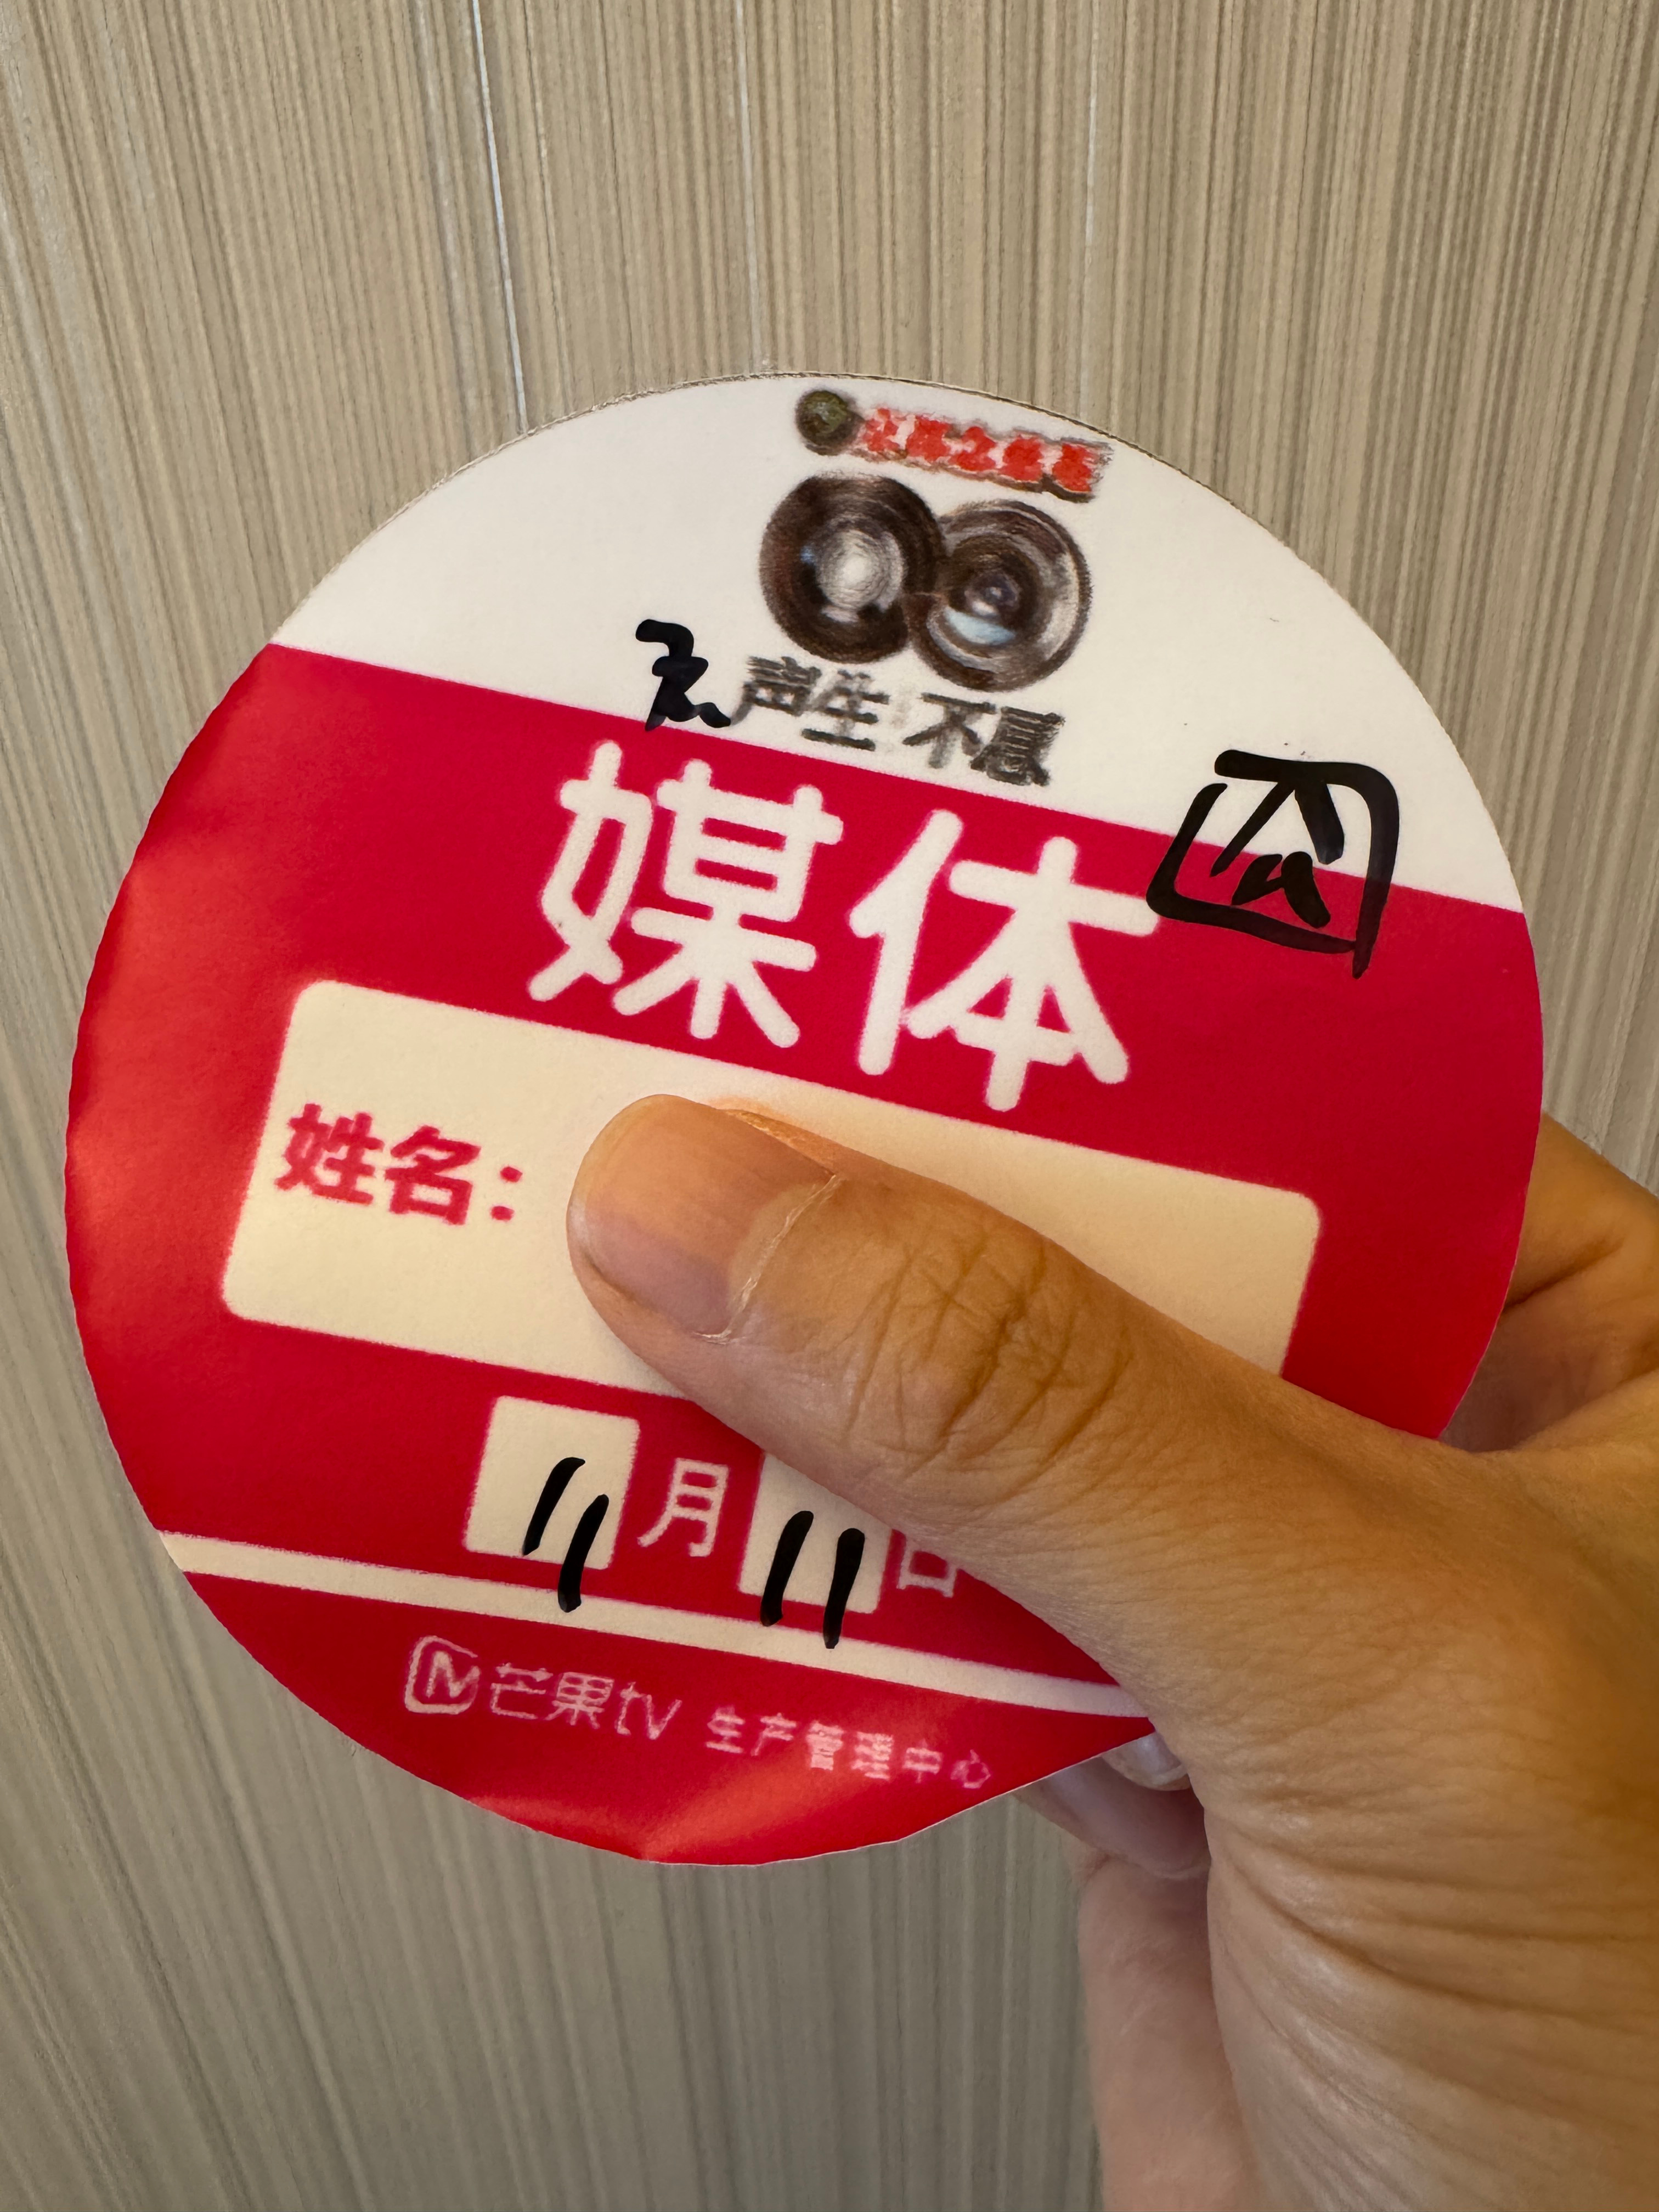 声生不息
媒体
姓名：
11月11日
芒果tv 生产管理中心